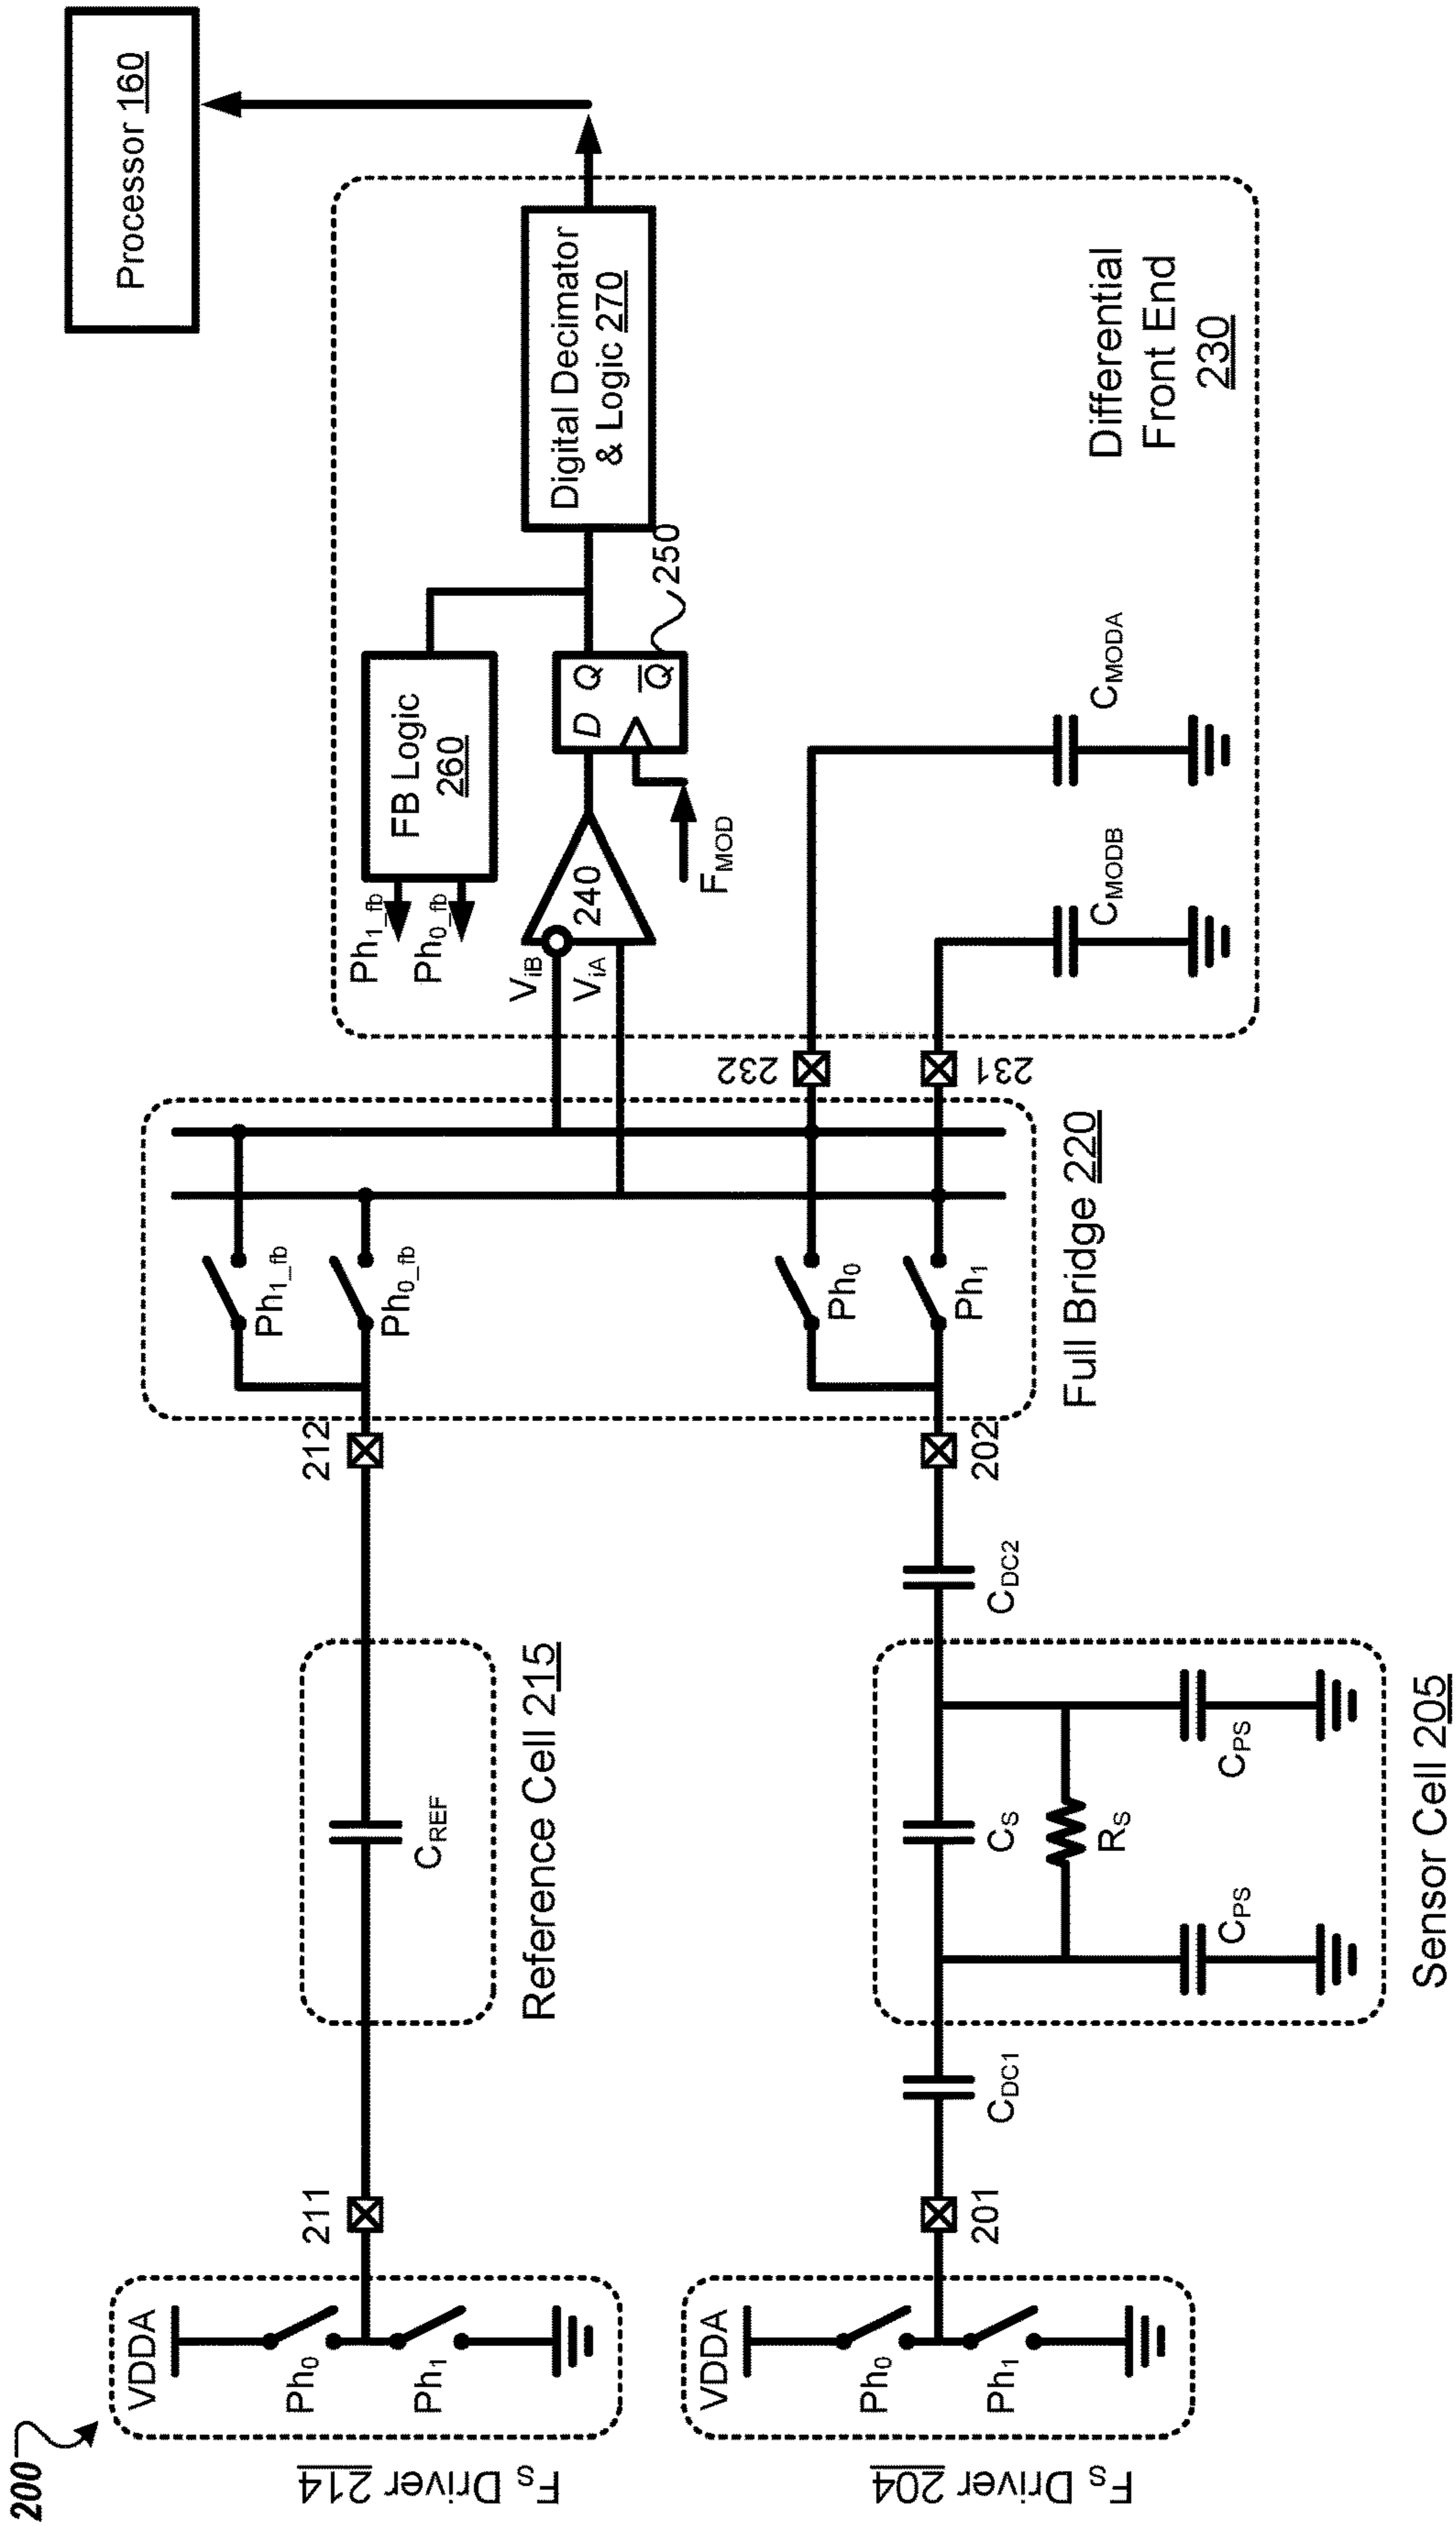 200
Processor 160
VDDA
Ph0
Ph1
FS Driver 214
211
CREF
Reference Cell 215
212
Ph1_fb
Ph0_fb
Ph0
Ph1
Full Bridge 220
VDDA
Ph0
Ph1
FS Driver 204
201
CDC1
CS
RS
CPS
CPS
Sensor Cell 205
CDC2
202
232
231
ViB
ViA
240
Ph1_fb
Ph0_fb
FB Logic
260
D Q
Q
250
FMOD
Digital Decimator
& Logic 270
CMODB
CMODA
Differential
Front End
230